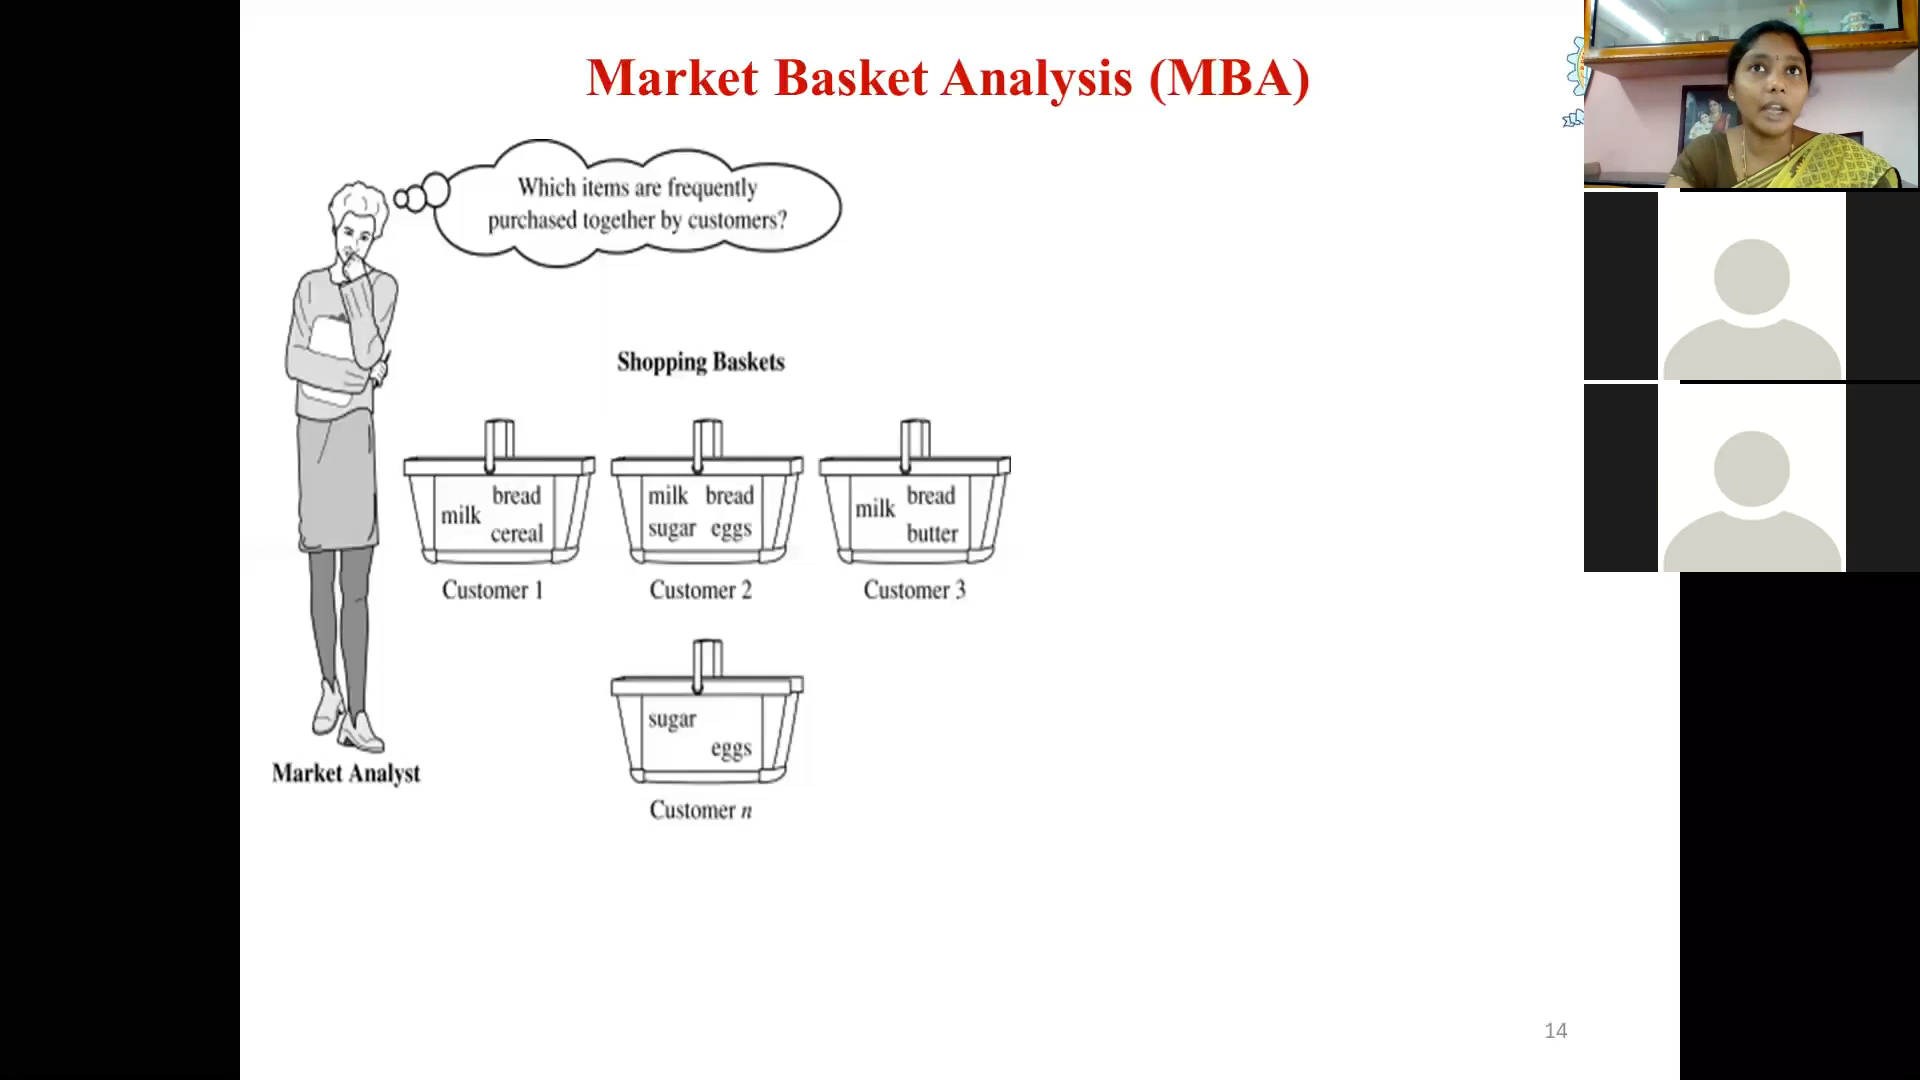 Market Basket Analysis (MBA)
Which items are frequently
purchased together by customers?
Shopping Baskets
milk
bread
cereal
Customer 1
milk bread
sugar eggs
Customer 2
milk
bread
butter
Customer 3
sugar
eggs
Customer n
Market Analyst
14